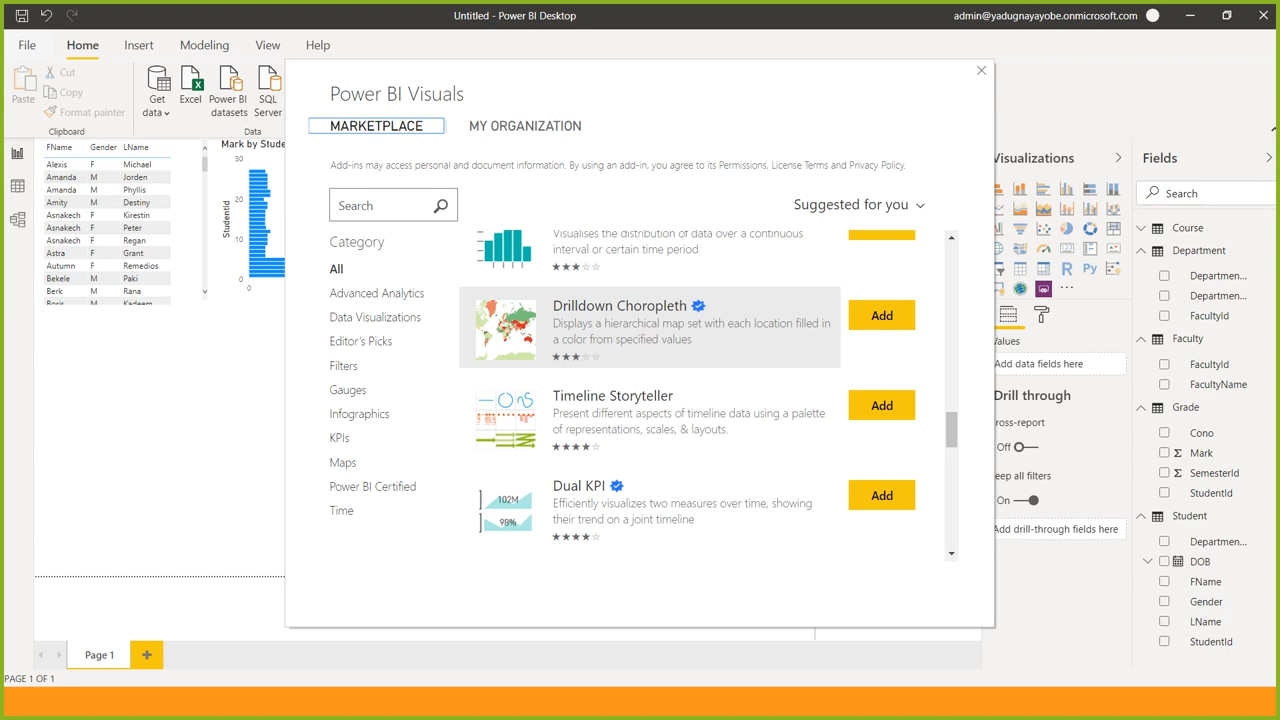 Untitled - Power BI Desktop
admin@yadugnayayobe.onmicrosoft.com
File
Home
Insert
Modeling
View
Help
Paste
Cut
Copy
Format painter
Clipboard
Get data
Excel
Power BI datasets
SQL Server
Data
FName Gender LName
Alexis F Michael
Amanda M Jorden
Amanda M Phyllis
Amity M Destiny
Asnakech F Kirestin
Asnakech F Peter
Asnakech F Regan
Astra F Grant
Autumn F Remedios
Bekele M Paki
Berk M Rana
Boris M Kadeem
Mark by Stude
30
20
10
0
StudentId
0
Power BI Visuals
MARKETPLACE
MY ORGANIZATION
Add-ins may access personal and document information. By using an add-in, you agree to its Permissions, License Terms and Privacy Policy.
Search
Suggested for you
Category
All
Advanced Analytics
Data Visualizations
Editor's Picks
Filters
Gauges
Infographics
KPIs
Maps
Power BI Certified
Time
Visualises the distribution of data over a continuous
interval or certain time period
Drilldown Choropleth
Displays a hierarchical map set with each location filled in
a color from specified values
Add
Timeline Storyteller
Present different aspects of timeline data using a palette
of representations, scales, & layouts.
Add
102M
98%
Dual KPI
Efficiently visualizes two measures over time, showing
their trend on a joint timeline
Add
Visualizations
R
Py
Values
Add data fields here
Drill through
ross-report
Off
eep all filters
On
Add drill-through fields here
Fields
Search
Course
Department
Departmen...
Departmen...
FacultyId
Faculty
FacultyId
FacultyName
Grade
Cono
Σ Mark
Σ SemesterId
StudentId
Student
Departmen...
DOB
FName
Gender
LName
StudentId
Page 1
PAGE 1 OF 1